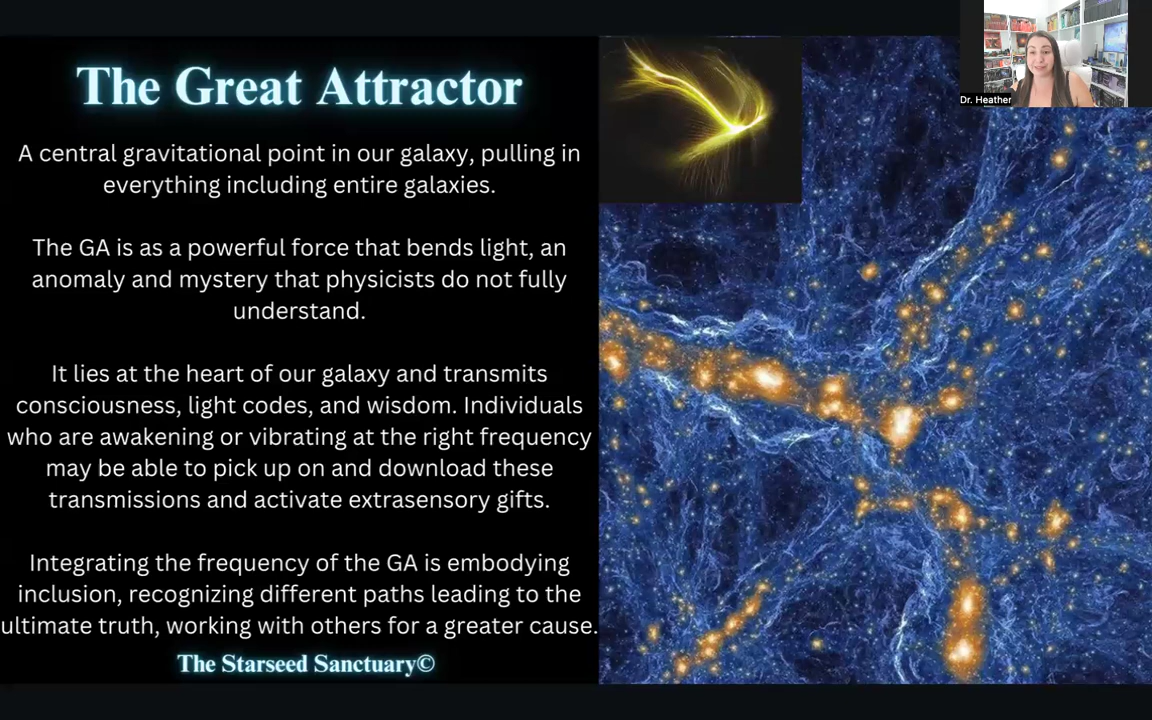 The Great Attractor
A central gravitational point in our galaxy, pulling in
everything including entire galaxies.
The GA is as a powerful force that bends light, an
anomaly and mystery that physicists do not fully
understand.
It lies at the heart of our galaxy and transmits
consciousness, light codes, and wisdom. Individuals
who are awakening or vibrating at the right frequency
may be able to pick up on and download these
transmissions and activate extrasensory gifts.
Integrating the frequency of the GA is embodying
inclusion, recognizing different paths leading to the
ultimate truth, working with others for a greater cause.
The Starseed Sanctuary©
Dr. Heather